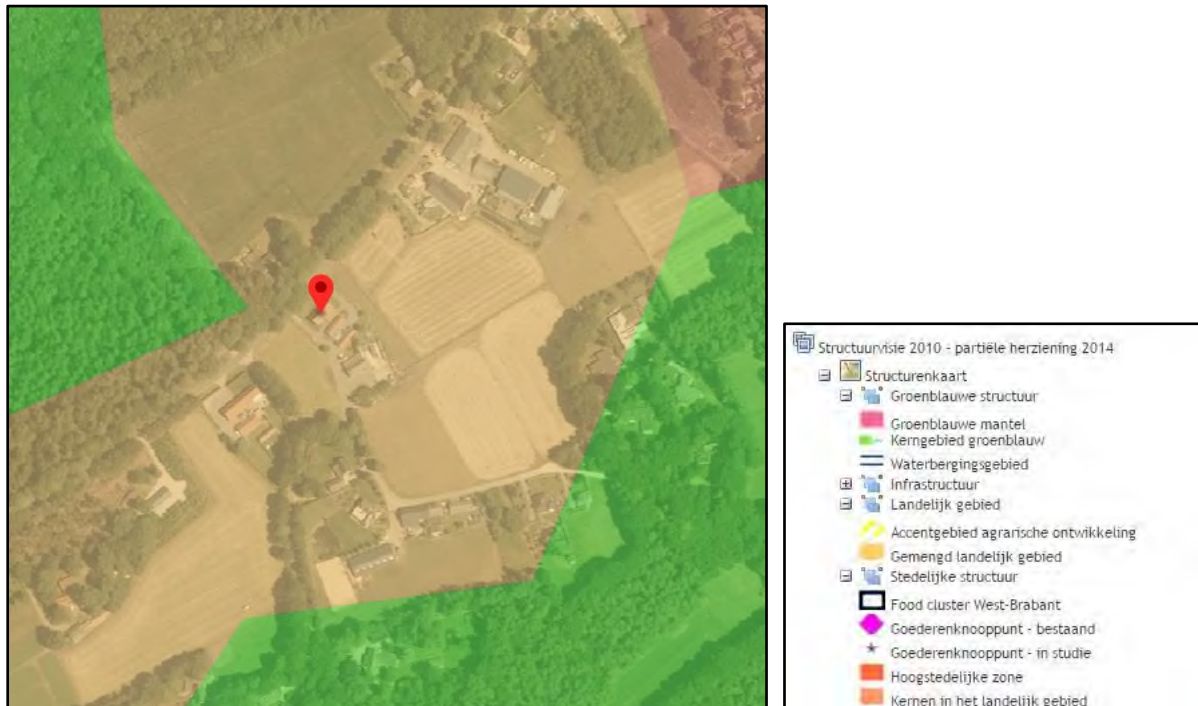 Structuurvisie 2010 - partiële herziening 2014
Structurenkaart
Groenblauwe structuur
Groenblauwe mantel
Kerngebied groenblauw
Waterbergingsgebied
Infrastructuur
Landelijk gebied
Accentgebied agrarische ontwikkeling
Gemengd landelijk gebied
Stedelijke structuur
Food cluster West-Brabant
Goederenknooppunt - bestaand
Goederenknooppunt - in studie
Hoogstedelijke zone
Kernen in het landelijk gebied